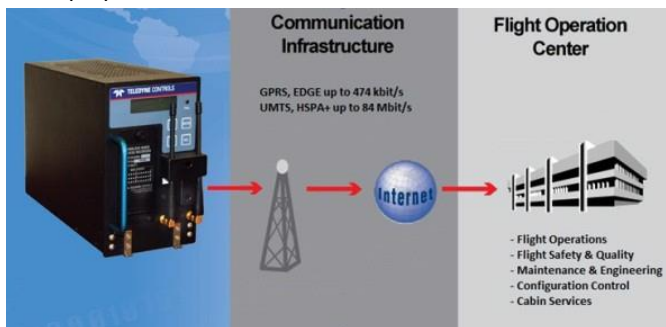 Communication
Infrastructure
GPRS, EDGE up to 474 kbit/s
UMTS, HSPA+ up to 84 Mbit/s
Flight Operation
Center
TELEDYNE CONTROLS
Internet
- Flight Operations
- Flight Safety & Quality
- Maintenance & Engineering
- Configuration Control
- Cabin Services